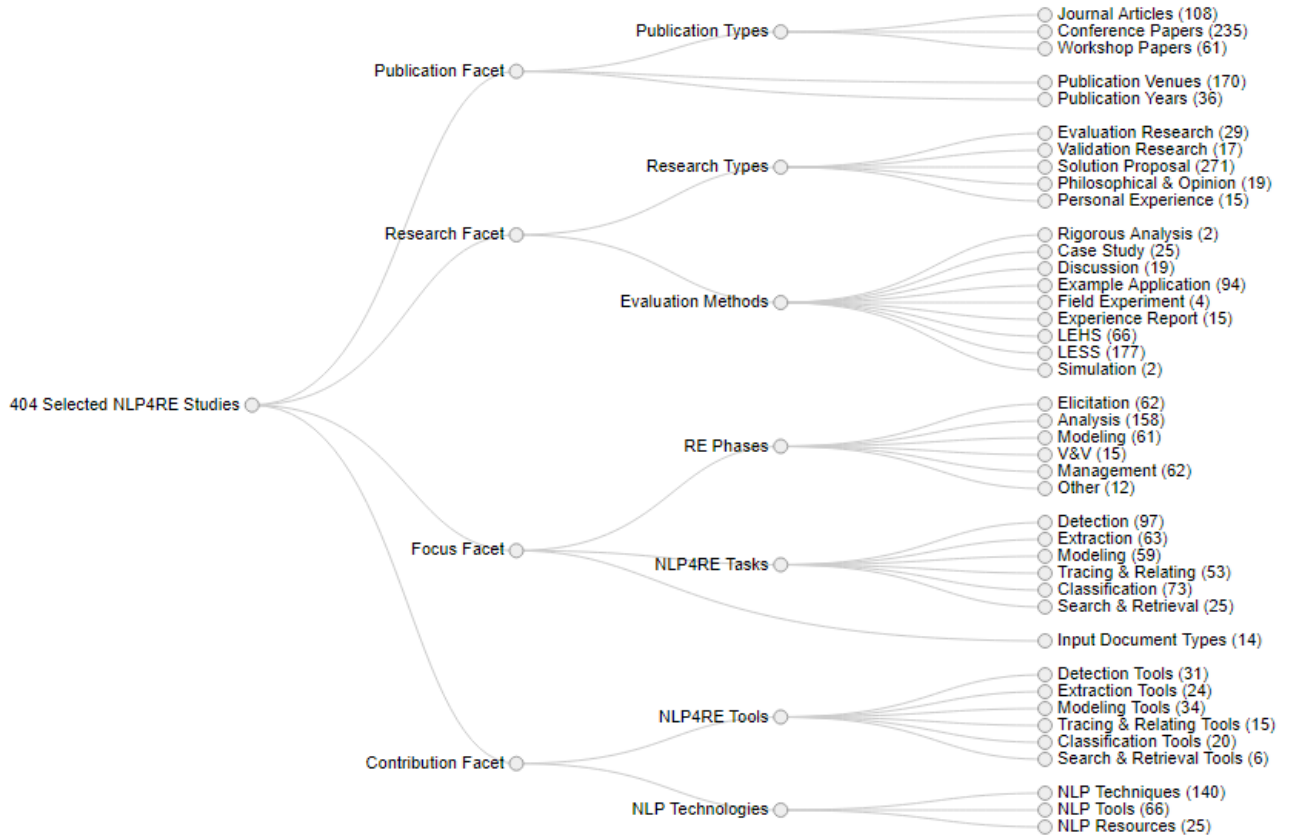 Journal Articles (108)
Publication Types
Conference Papers (235)
Workshop Papers (61)
Publication Facet
Publication Venues (170)
Publication Years (36)
Evaluation Research (29)
Validation Research (17)
Research Types
Solution Proposal (271)
Philosophical & Opinion (19)
Personal Experience (15)
Research Facet
Rigorous Analysis (2)
Case Study (25)
Discussion (19)
Example Application (94)
Evaluation Methods
Field Experiment (4)
Experience Report (15)
LEHS (66)
LESS (177)
Simulation (2)
404 Selected NLP4RE Studies
Elicitation (62)
Analysis (158)
Modeling (61)
RE Phases
V&V (15)
Management (62)
Other (12)
Detection (97)
Extraction (63)
Focus Facet
Modeling (59)
NLP4RE Tasks
Tracing & Relating (53)
Classification (73)
Search & Retrieval (25)
Input Document Types (14)
Detection Tools (31)
Extraction Tools (24)
Modeling Tools (34)
NLP4RE Tools
Tracing & Relating Tools (15)
Classification Tools (20)
Search & Retrieval Tools (6)
Contribution Facet
NLP Techniques (140)
NLP Technologies
NLP Tools (66)
NLP Resources (25)